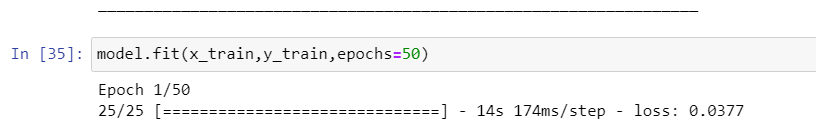 In [35]: model.fit(x_train,y_train,epochs=50)
Epoch 1/50
25/25 [==============================] - 14s 174ms/step - loss: 0.0377